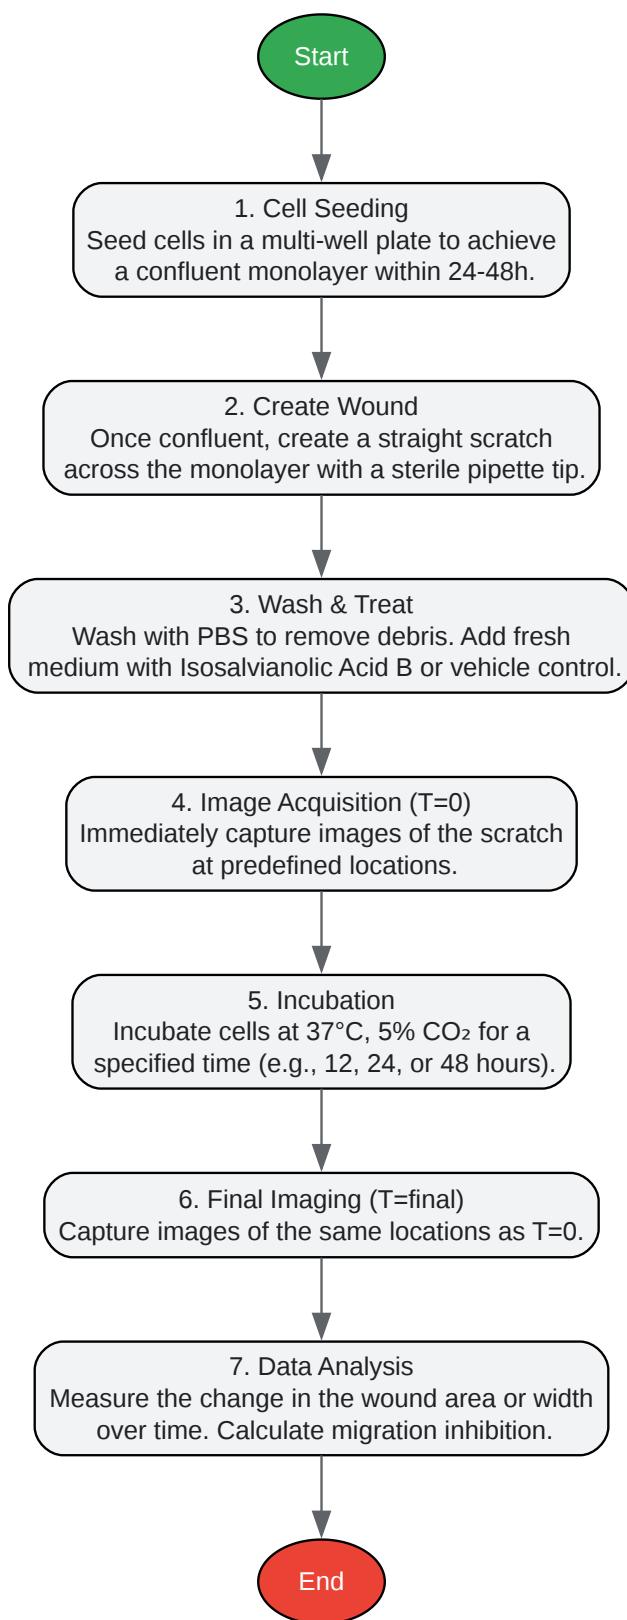 Start
1. Cell Seeding
Seed cells in a multi-well plate to achieve
a confluent monolayer within 24-48h.
2. Create Wound
Once confluent, create a straight scratch
across the monolayer with a sterile pipette tip.
3. Wash & Treat
Wash with PBS to remove debris. Add fresh
medium with Isosalvianolic Acid B or vehicle control.
4. Image Acquisition (T=0)
Immediately capture images of the scratch
at predefined locations.
5. Incubation
Incubate cells at 37°C, 5% CO₂ for a
specified time (e.g., 12, 24, or 48 hours).
6. Final Imaging (T=final)
Capture images of the same locations as T=0.
7. Data Analysis
Measure the change in the wound area or width
over time. Calculate migration inhibition.
End